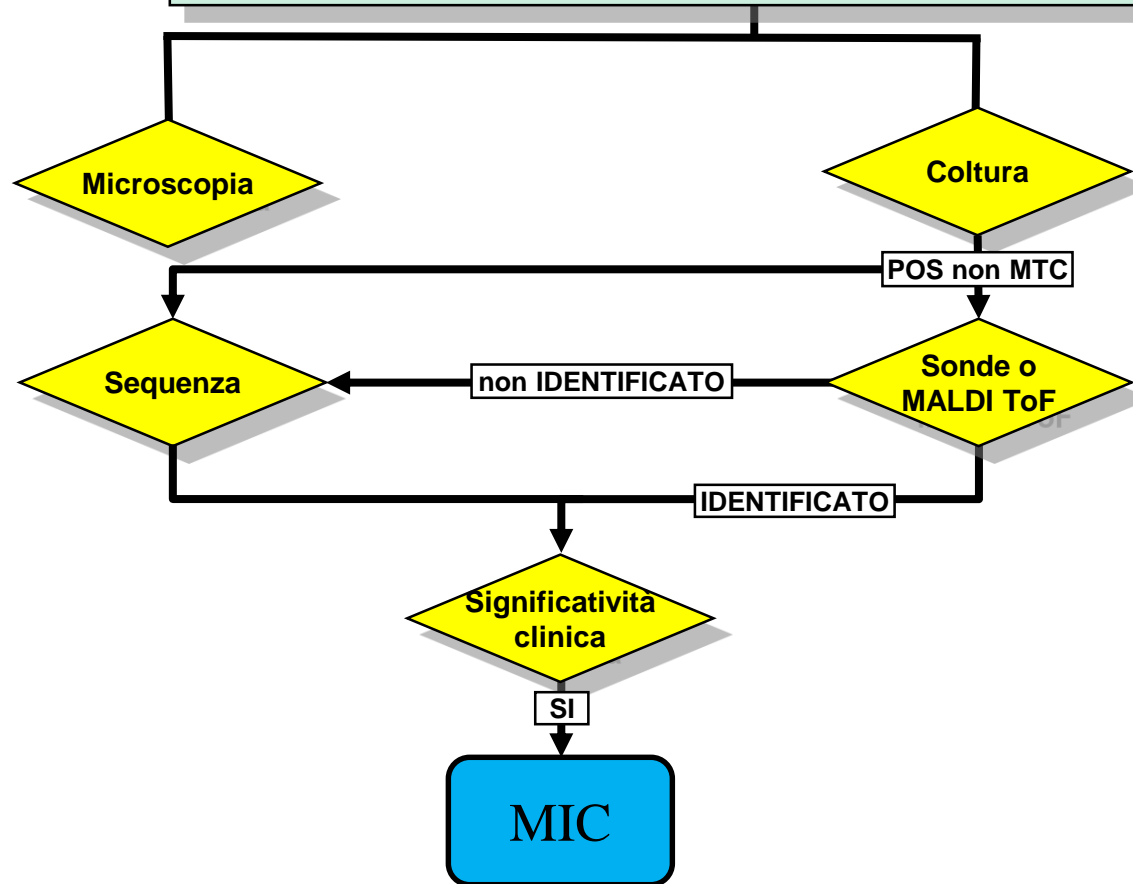 Microscopia
Coltura
POS non MTC
Sequenza
non IDENTIFICATO
Sonde o
MALDI ToF
IDENTIFICATO
Significatività
clinica
SI
MIC